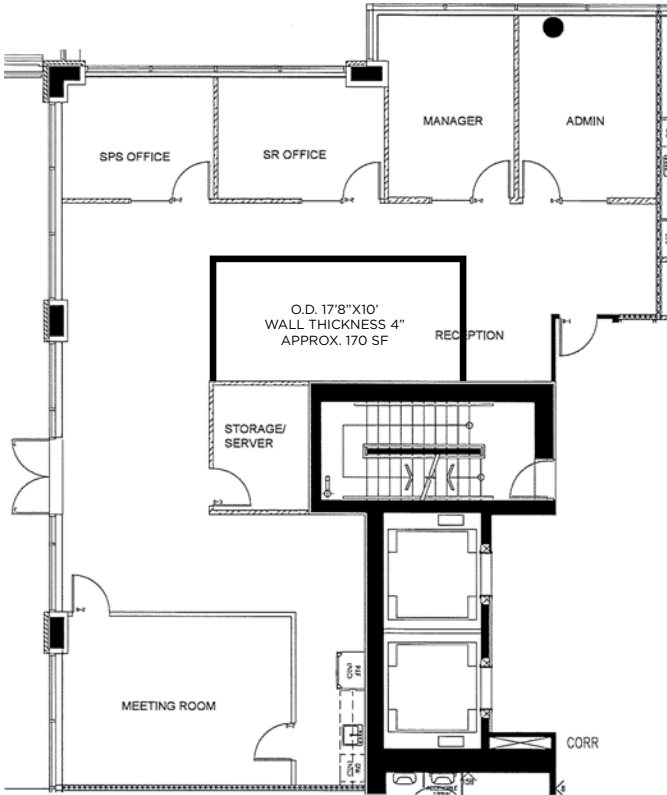 MANAGER
ADMIN
SPS OFFICE
SR OFFICE
O.D. 17'8"X10'
WALL THICKNESS 4"
APPROX. 170 SF
RECEPTION
STORAGE/
SERVER
MEETING ROOM
CORR